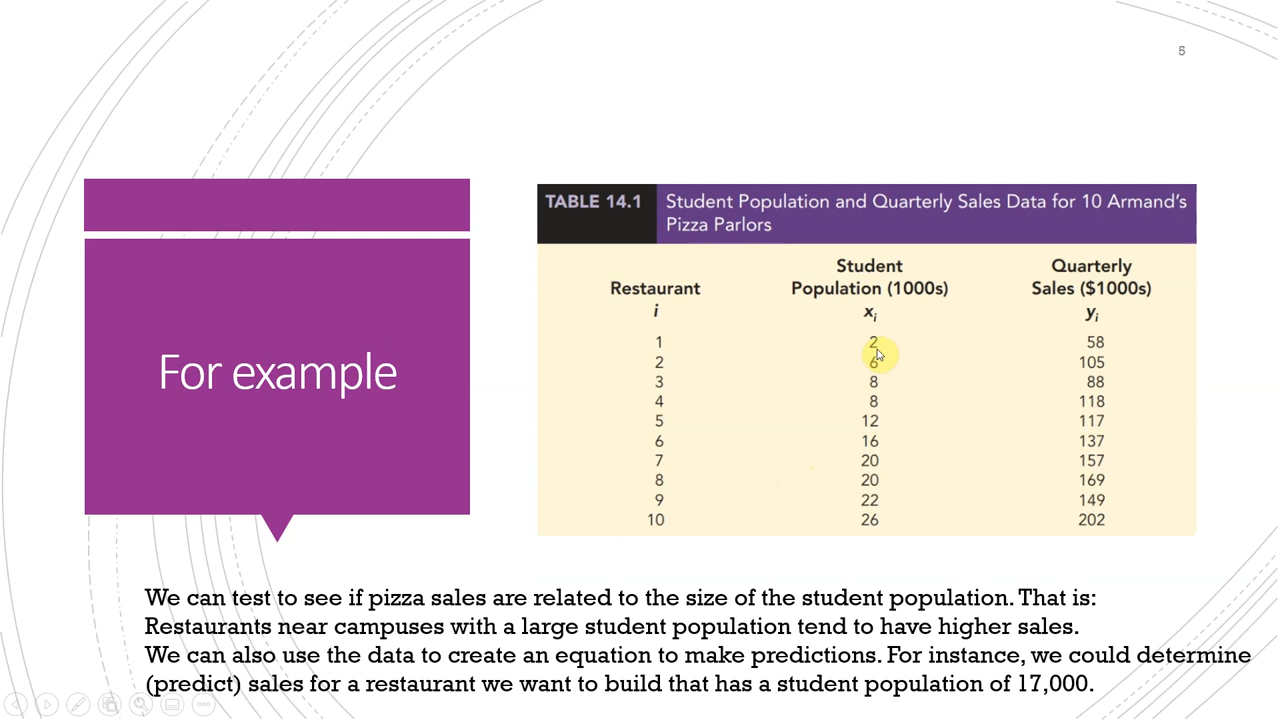 5
For example
TABLE 14.1 Student Population and Quarterly Sales Data for 10 Armand's
Pizza Parlors
Student Quarterly
Restaurant Population (1000s) Sales ($1000s)
i xi yi
1 2 58
2 6 105
3 8 88
4 8 118
5 12 117
6 16 137
7 20 157
8 20 169
9 22 149
10 26 202
We can test to see if pizza sales are related to the size of the student population. That is:
Restaurants near campuses with a large student population tend to have higher sales.
We can also use the data to create an equation to make predictions. For instance, we could determine
(predict) sales for a restaurant we want to build that has a student population of 17,000.